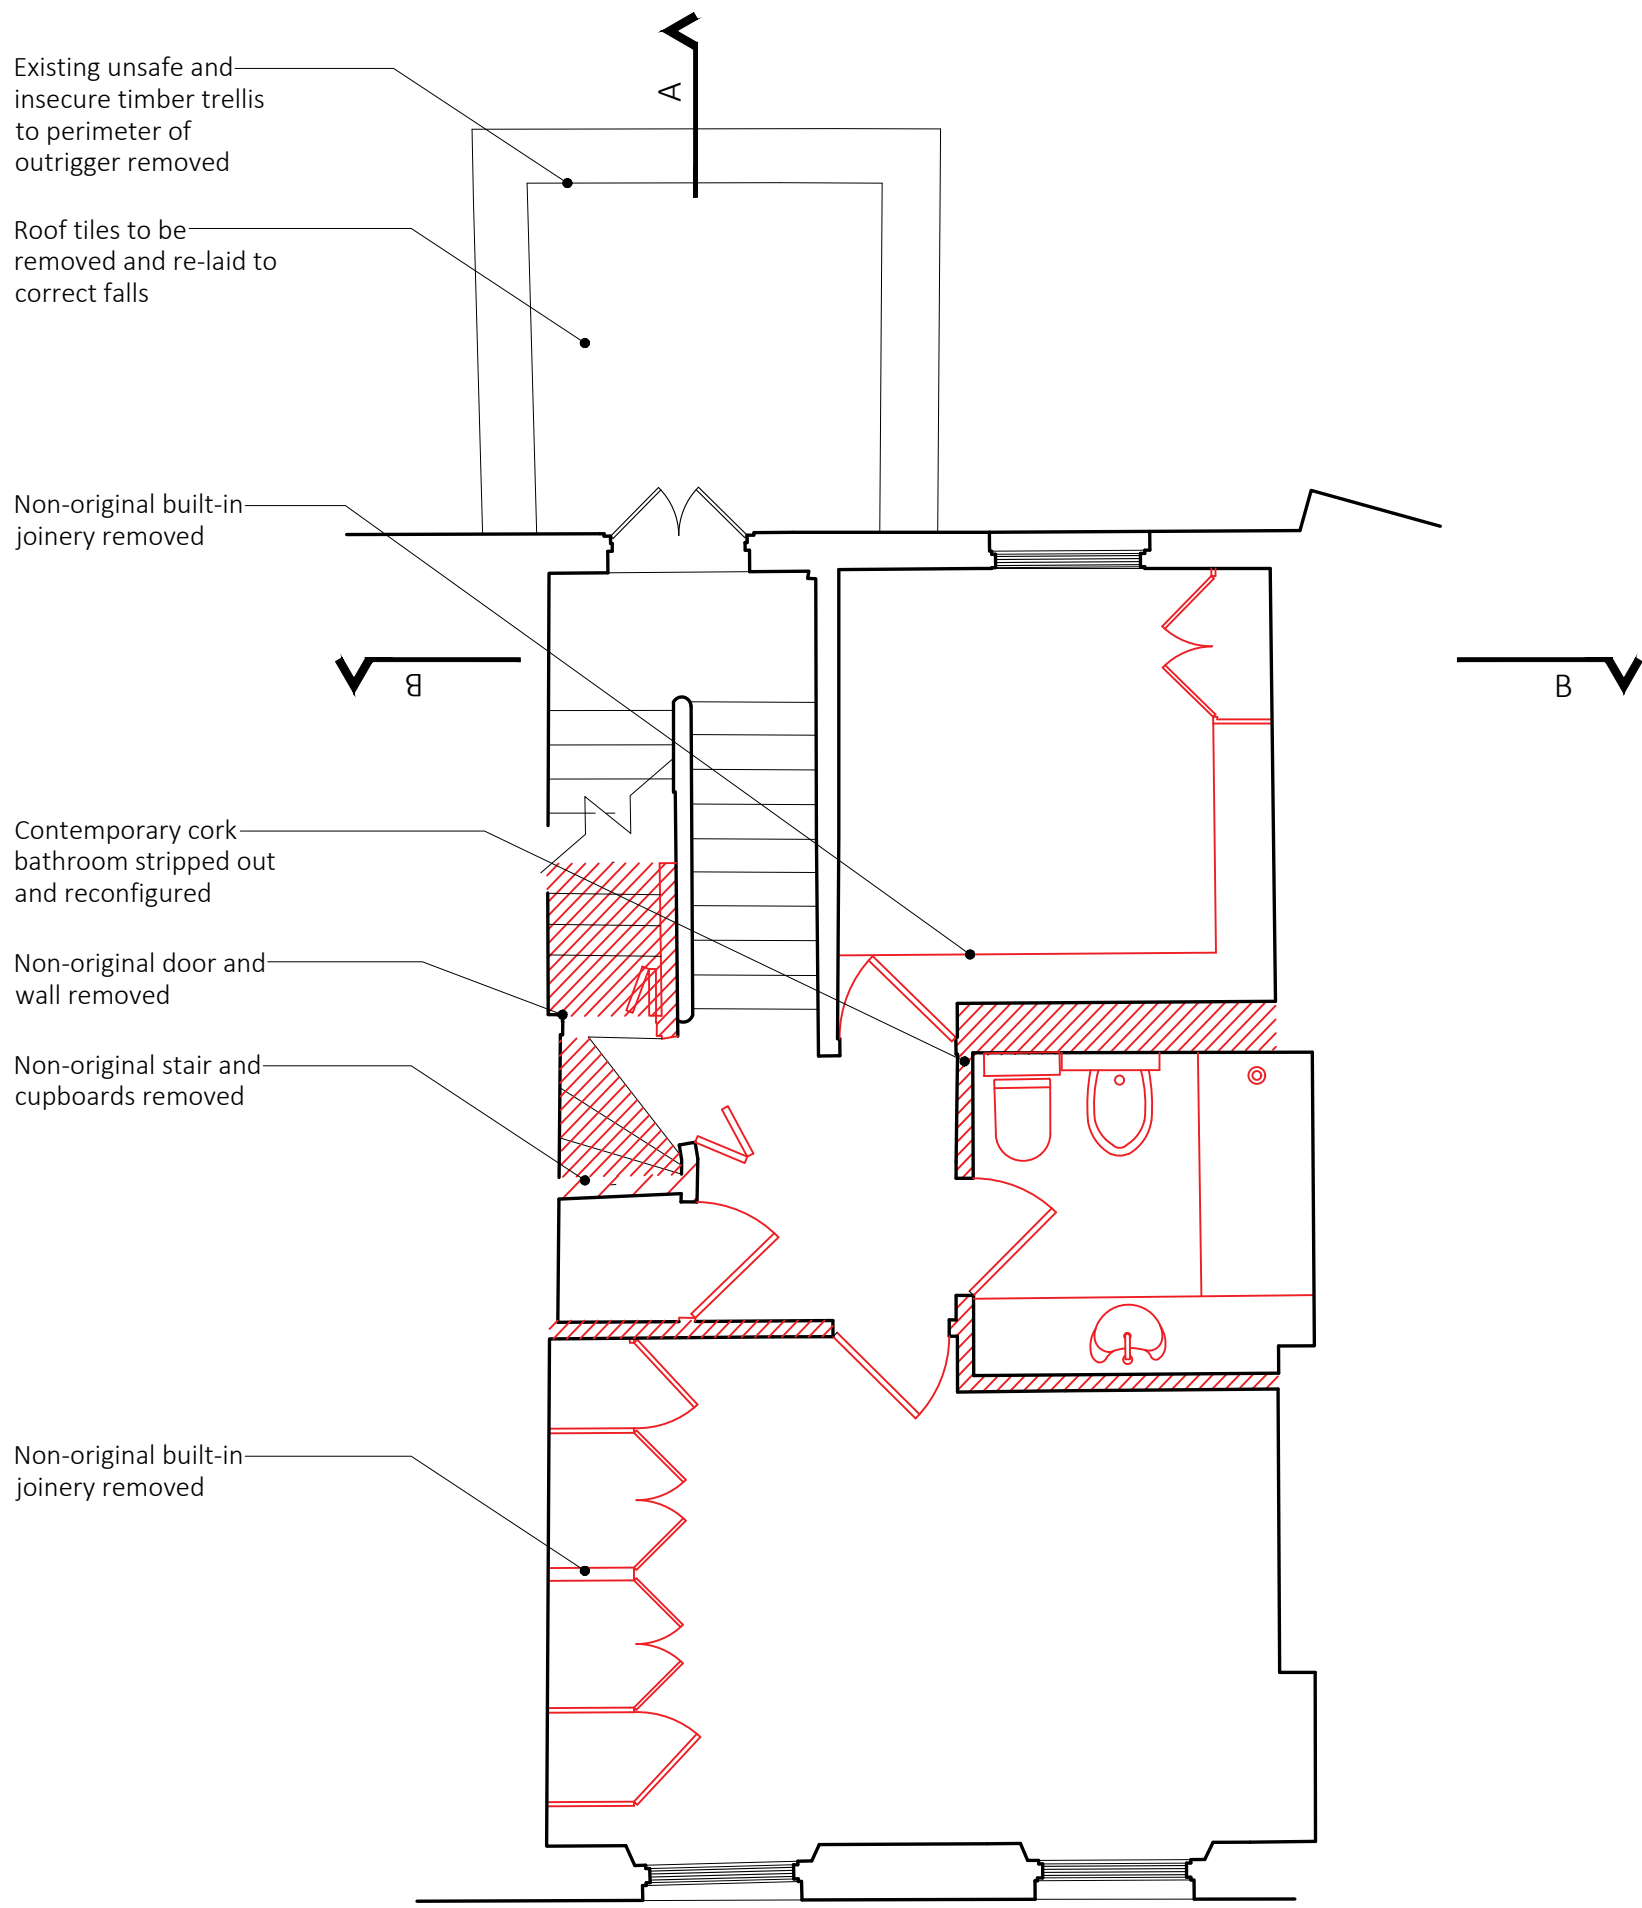 A
Existing unsafe and
insecure timber trellis
to perimeter of
outrigger removed
Roof tiles to be
removed and re-laid to
correct falls
Non-original built-in
joinery removed
B
B
Contemporary cork
bathroom stripped out
and reconfigured
Non-original door and
wall removed
Non-original stair and
cupboards removed
Non-original built-in
joinery removed